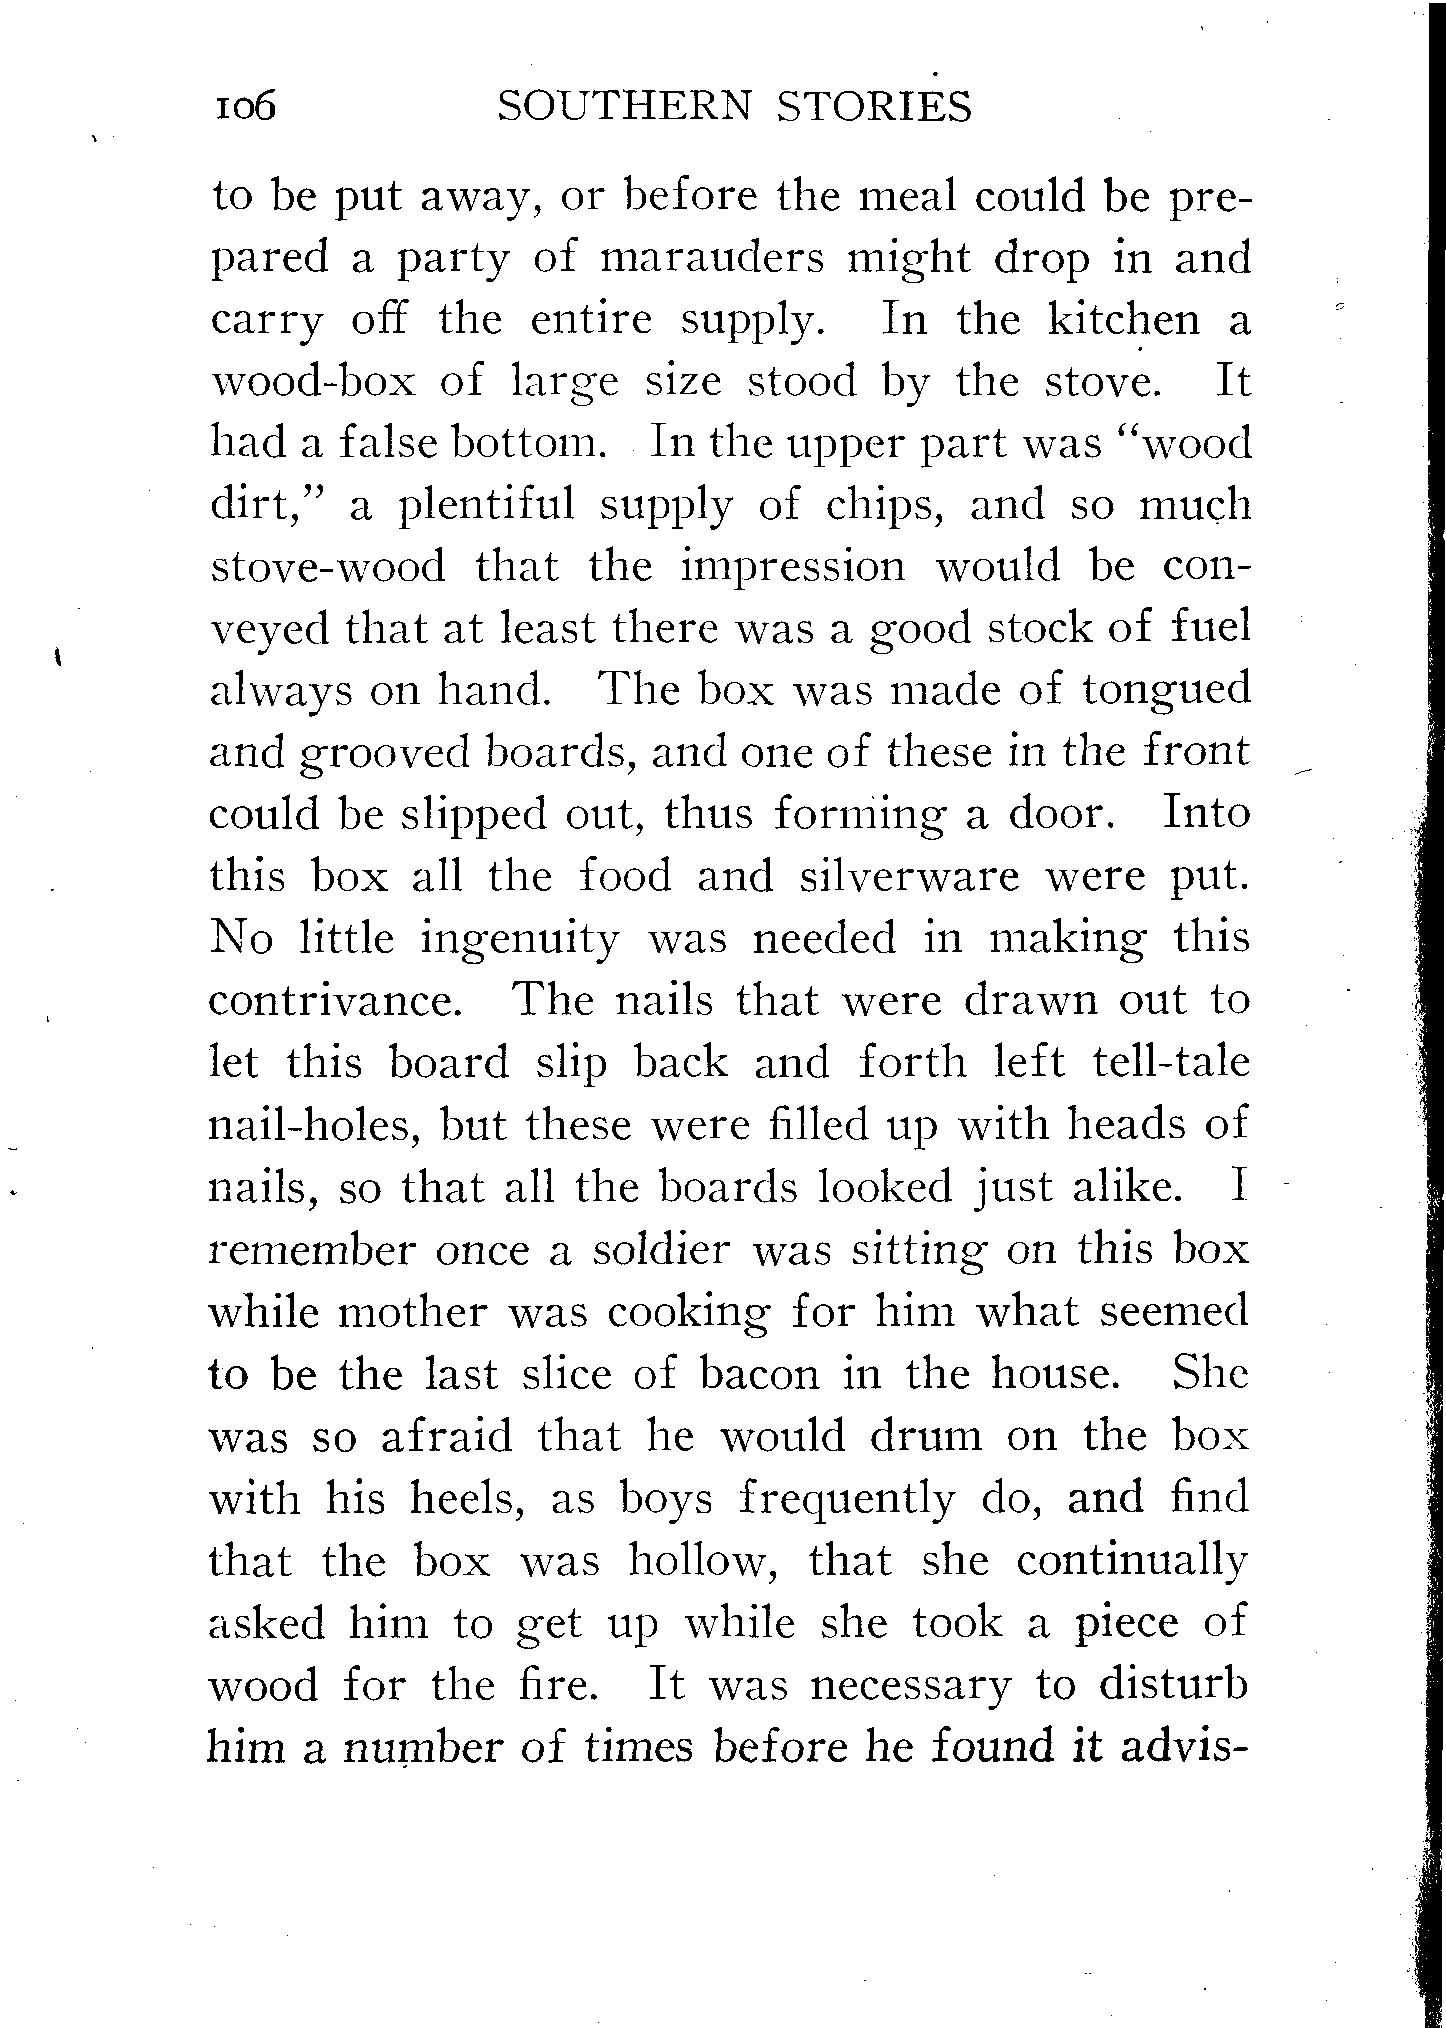 106 SOUTHERN STORIES
to be put away, or before the meal could be pre-
pared a party of marauders might drop in and
carry off the entire supply. In the kitchen a
wood-box of large size stood by the stove. It
had a false bottom. In the upper part was "wood
dirt," a plentiful supply of chips, and so much
stove-wood that the impression would be con-
veyed that at least there was a good stock of fuel
always on hand. The box was made of tongued
and grooved boards, and one of these in the front
could be slipped out, thus forming a door. Into
this box all the food and silverware were put.
No little ingenuity was needed in making this
contrivance. The nails that were drawn out to
let this board slip back and forth left tell-tale
nail-holes, but these were filled up with heads of
nails, so that all the boards looked just alike. I
remember once a soldier was sitting on this box
while mother was cooking for him what seemed
to be the last slice of bacon in the house. She
was so afraid that he would drum on the box
with his heels, as boys frequently do, and find
that the box was hollow, that she continually
asked him to get up while she took a piece of
wood for the fire. It was necessary to disturb
him a number of times before he found it advis-